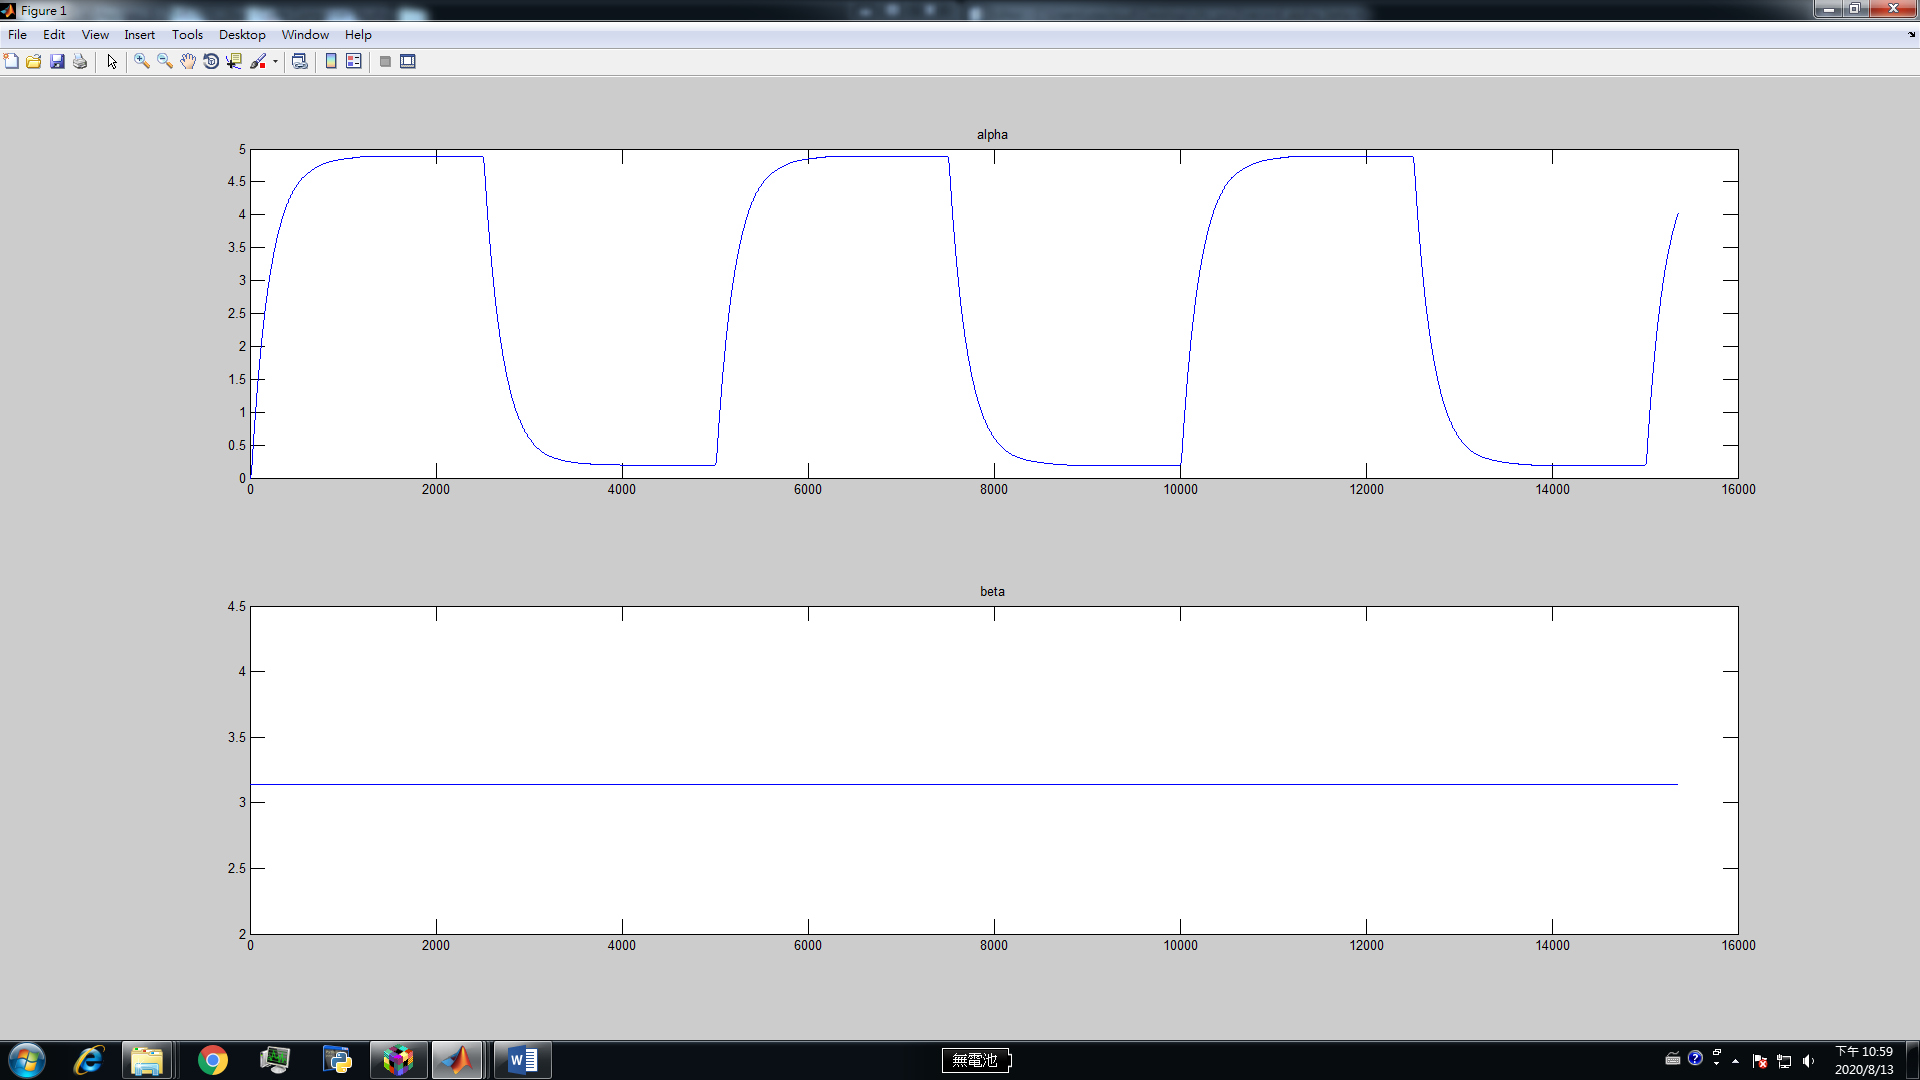 Figure 1
File Edit View Insert Tools Desktop Window Help
alpha
5
4.5
4
3.5
3
2.5
2
1.5
1
0.5
0
0 2000 4000 6000 8000 10000 12000 14000 16000
beta
4.5
4
3.5
3
2.5
2
0 2000 4000 6000 8000 10000 12000 14000 16000
無電池
下午 10:59
2020/8/13